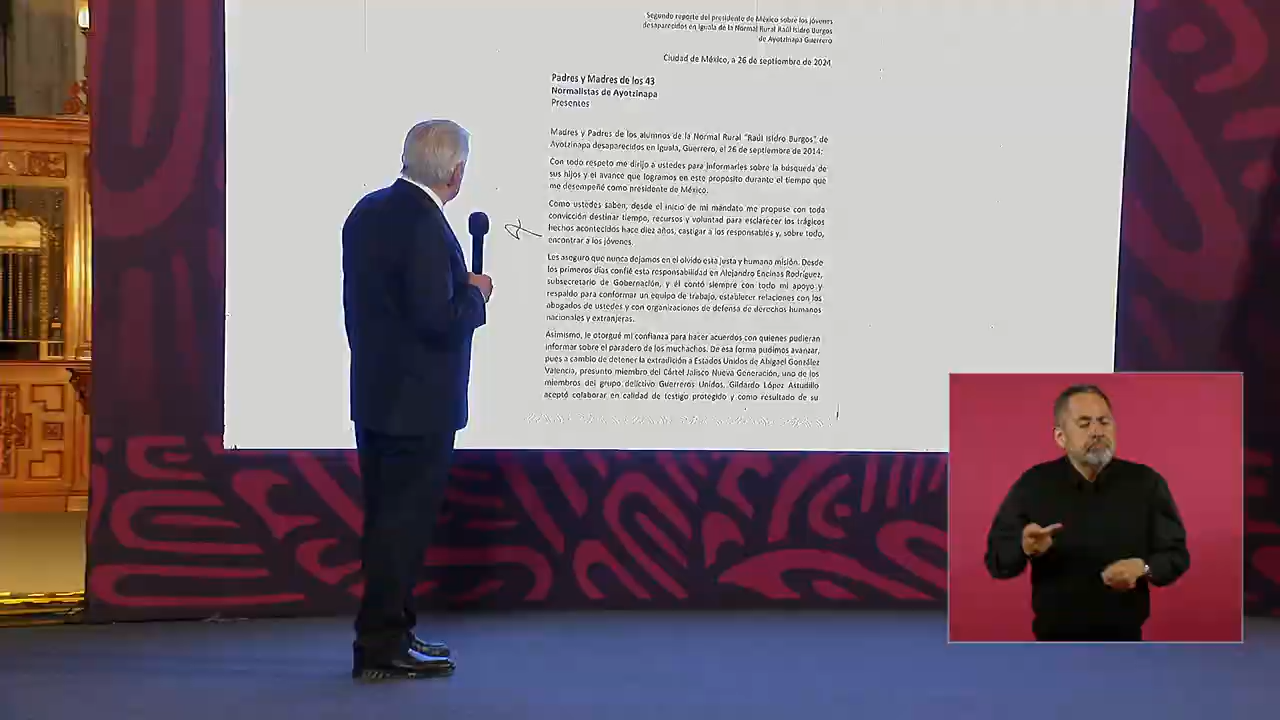 Segundo reporte del presidente de México sobre los jóvenes
desaparecidos en Iguala de la Normal Rural Raúl Isidro Burgos
de Ayotzinapa Guerrero
Ciudad de México, a 26 de septiembre de 2024
Padres y Madres de los 43
Normalistas de Ayotzinapa
Presentes
Madres y Padres de los alumnos de la Normal Rural "Raúl Isidro Burgos" de
Ayotzinapa desaparecidos en Iguala, Guerrero, el 26 de septiembre de 2014:
Con todo respeto me dirijo a ustedes para informarles sobre la búsqueda de
sus hijos y el avance que logramos en este propósito durante el tiempo que
me desempeñé como presidente de México.
Como ustedes saben, desde el inicio de mi mandato me propuse con toda
convicción destinar tiempo, recursos y voluntad para esclarecer los trágicos
hechos acontecidos hace diez años, castigar a los responsables y, sobre todo,
encontrar a los jóvenes.
Les aseguro que nunca dejamos en el olvido esta justa y humana misión. Desde
los primeros días confié esta responsabilidad en Alejandro Encinas Rodríguez,
subsecretario de Gobernación, y él contó siempre con todo mi apoyo y
respaldo para conformar un equipo de trabajo, establecer relaciones con los
abogados de ustedes y con organizaciones de defensa de derechos humanos
nacionales y extranjeras.
Asimismo, le otorgué mi confianza para hacer acuerdos con quienes pudieran
informar sobre el paradero de los muchachos. De esa forma pudimos avanzar,
pues a cambio de detener la extradición a Estados Unidos de Abigael González
Valencia, presunto miembro del Cártel Jalisco Nueva Generación, uno de los
miembros del grupo delictivo Guerreros Unidos, Gildardo López Astudillo
aceptó colaborar en calidad de testigo protegido y como resultado de su